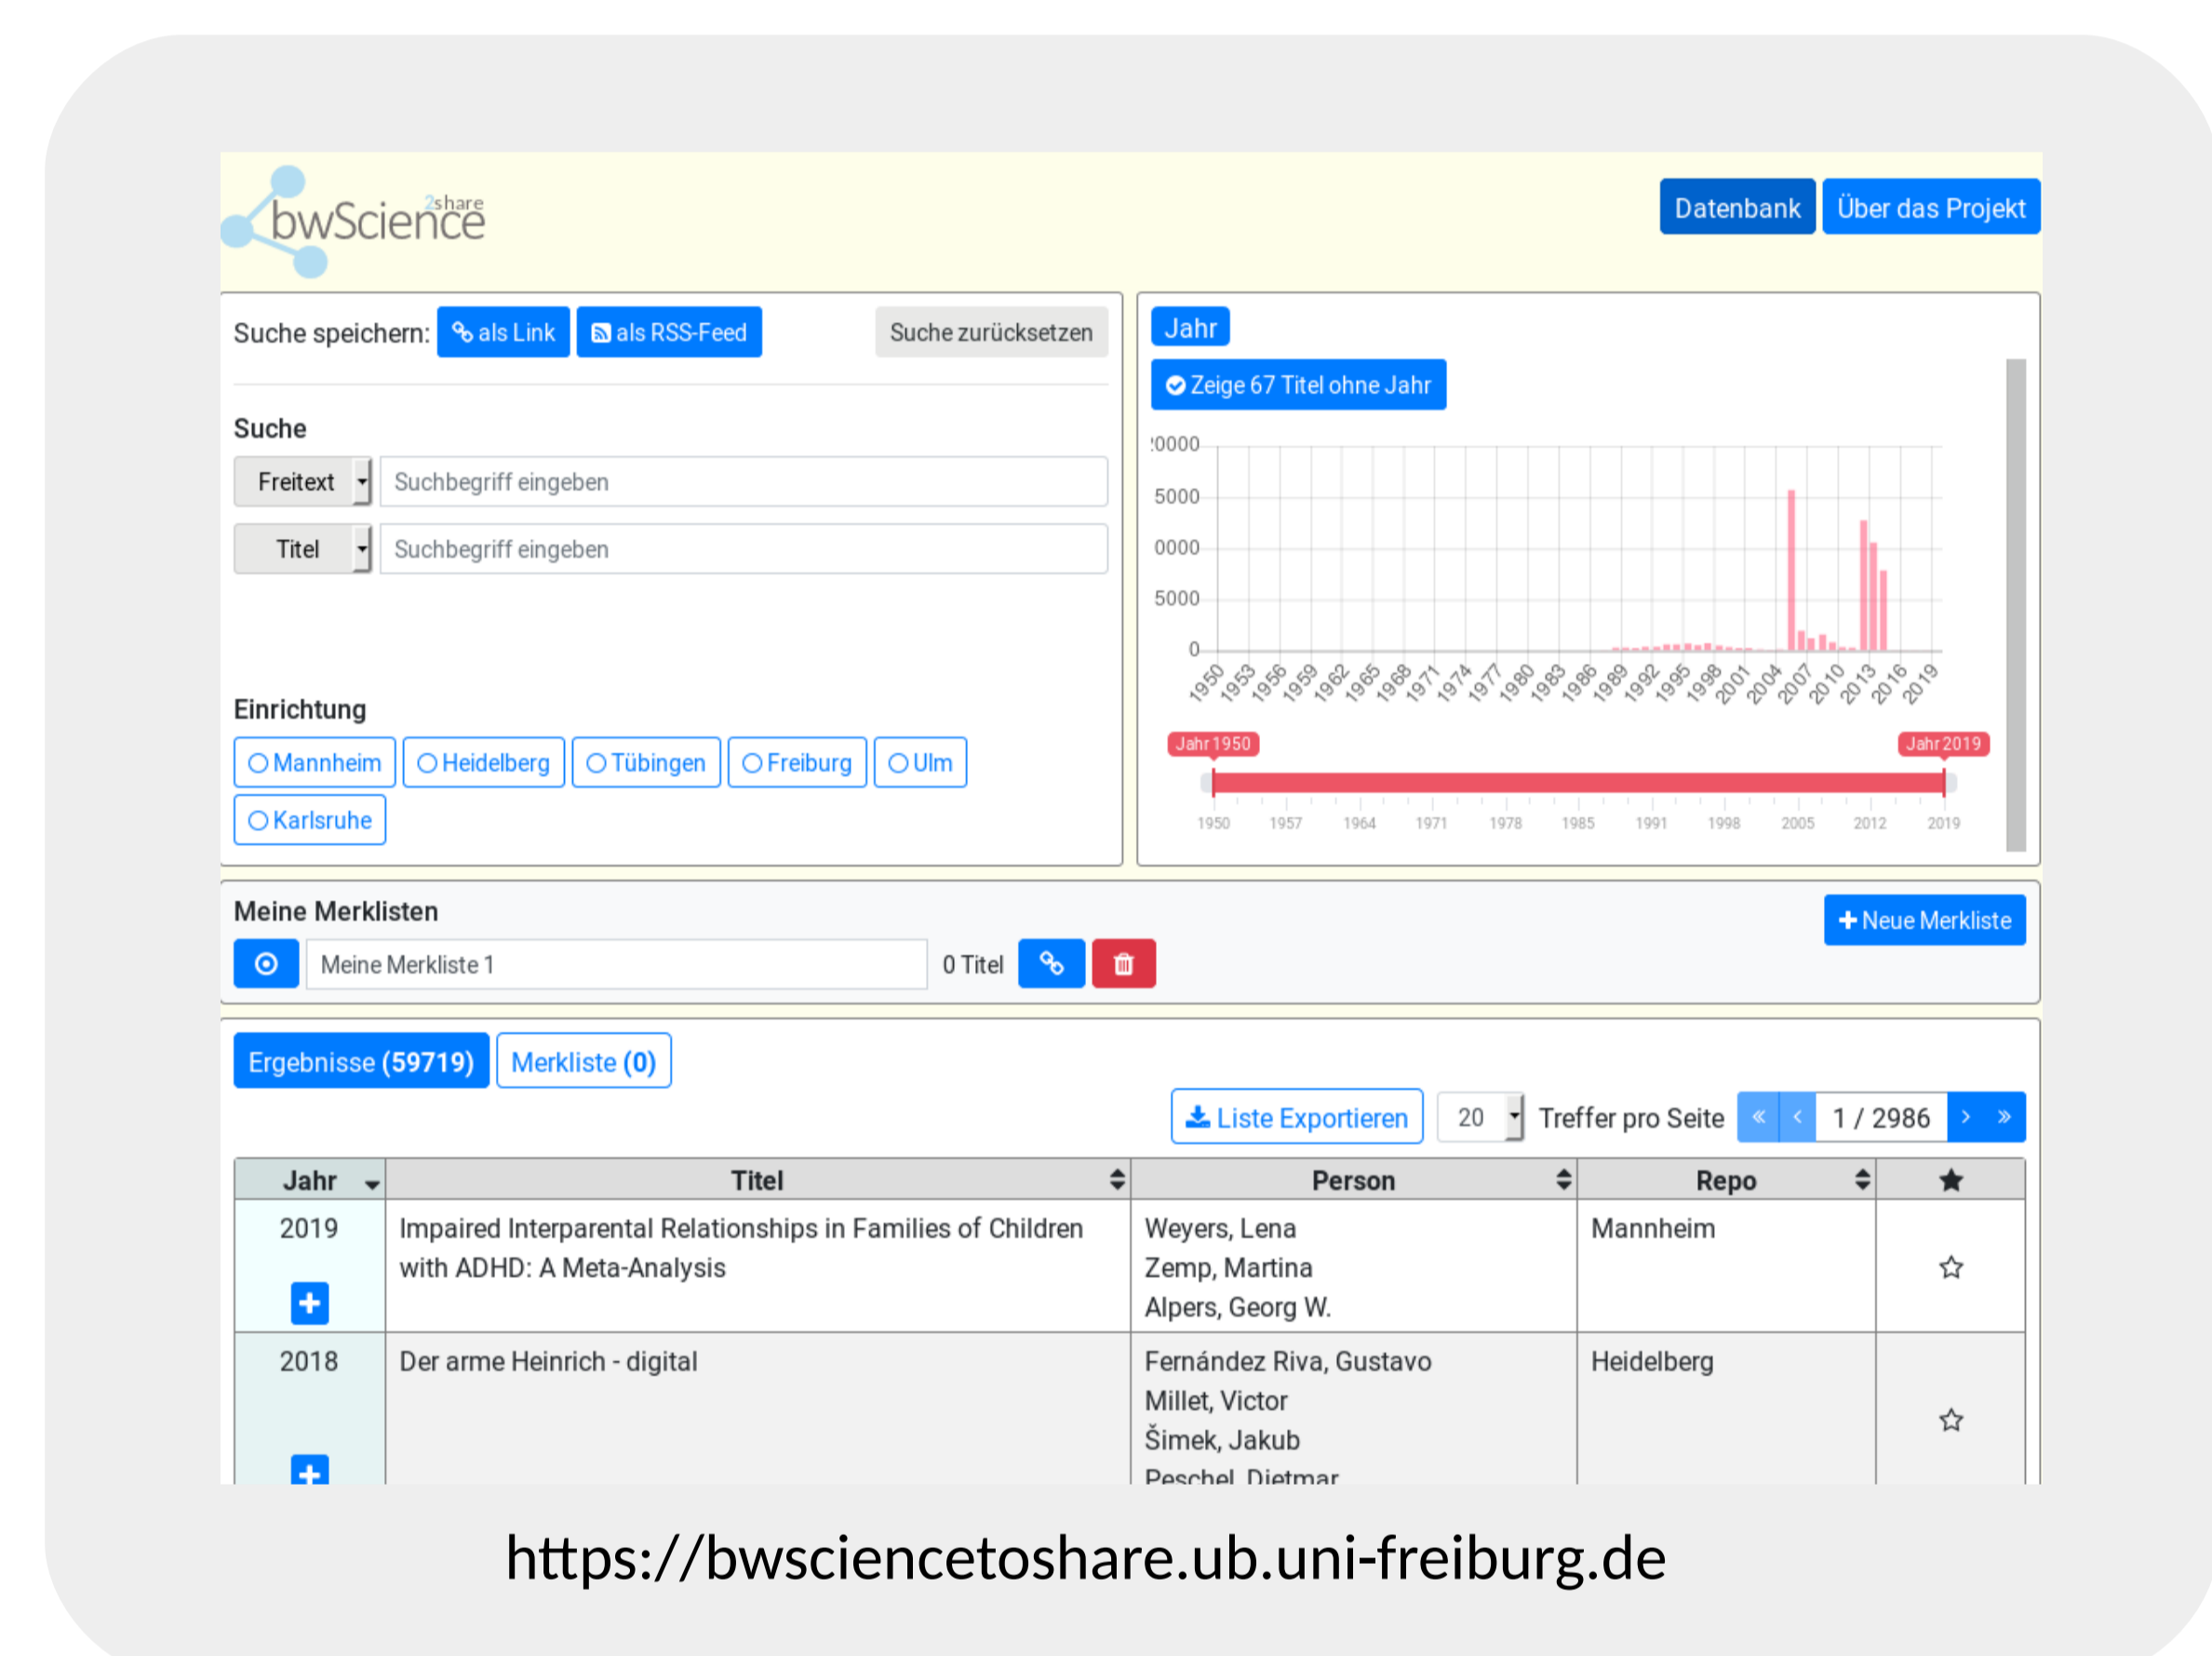 bwScience
2share
Datenbank
Über das Projekt
Suche speichern:
als Link
als RSS-Feed
Suche zurücksetzen
Suche
Freitext
Suchbegriff eingeben
Titel
Suchbegriff eingeben
Einrichtung
Mannheim
Heidelberg
Tübingen
Freiburg
Ulm
Karlsruhe
Jahr
Zeige 67 Titel ohne Jahr
0000
5000
0000
5000
0
1950 1953 1956 1959 1962 1965 1968 1971 1974 1977 1980 1983 1986 1989 1992 1995 1998 2001 2004 2007 2010 2013 2016 2019
Jahr 1950
Jahr 2019
1950 1957 1964 1971 1978 1985 1991 1998 2005 2012 2019
Meine Merklisten
Neue Merkliste
Meine Merkliste 1
0 Titel
Ergebnisse (59719)
Merkliste (0)
Liste Exportieren
20
Treffer pro Seite
« ‹ 1 / 2986 › »
Jahr Titel Person Repo
2019
Impaired Interparental Relationships in Families of Children
with ADHD: A Meta-Analysis
Weyers, Lena
Zemp, Martina
Alpers, Georg W.
Mannheim
2018
Der arme Heinrich - digital
Fernández Riva, Gustavo
Millet, Victor
Šimek, Jakub
Peschel, Dietmar
Heidelberg
https://bwsciencetoshare.ub.uni-freiburg.de